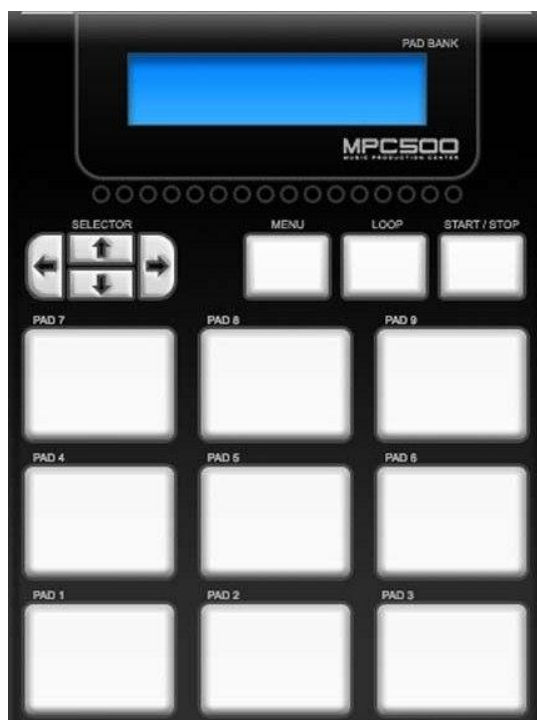 PAD BANK
MPC500
MUSIC PRODUCTION CENTER
SELECTOR
MENU
LOOP
START / STOP
PAD 7
PAD 8
PAD 9
PAD 4
PAD 5
PAD 6
PAD 1
PAD 2
PAD 3